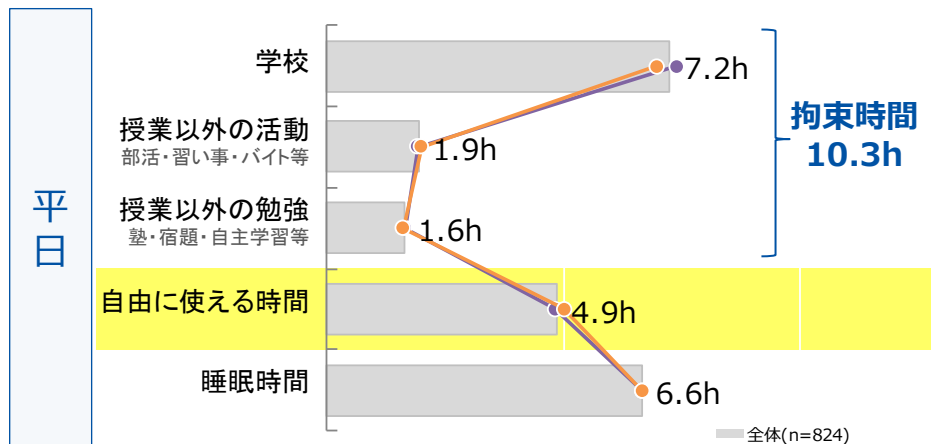 平日
学校
7.2h
授業以外の活動
部活・習い事・バイト等
1.9h
拘束時間
10.3h
授業以外の勉強
塾・宿題・自主学習等
1.6h
自由に使える時間
4.9h
睡眠時間
6.6h
全体(n=824)